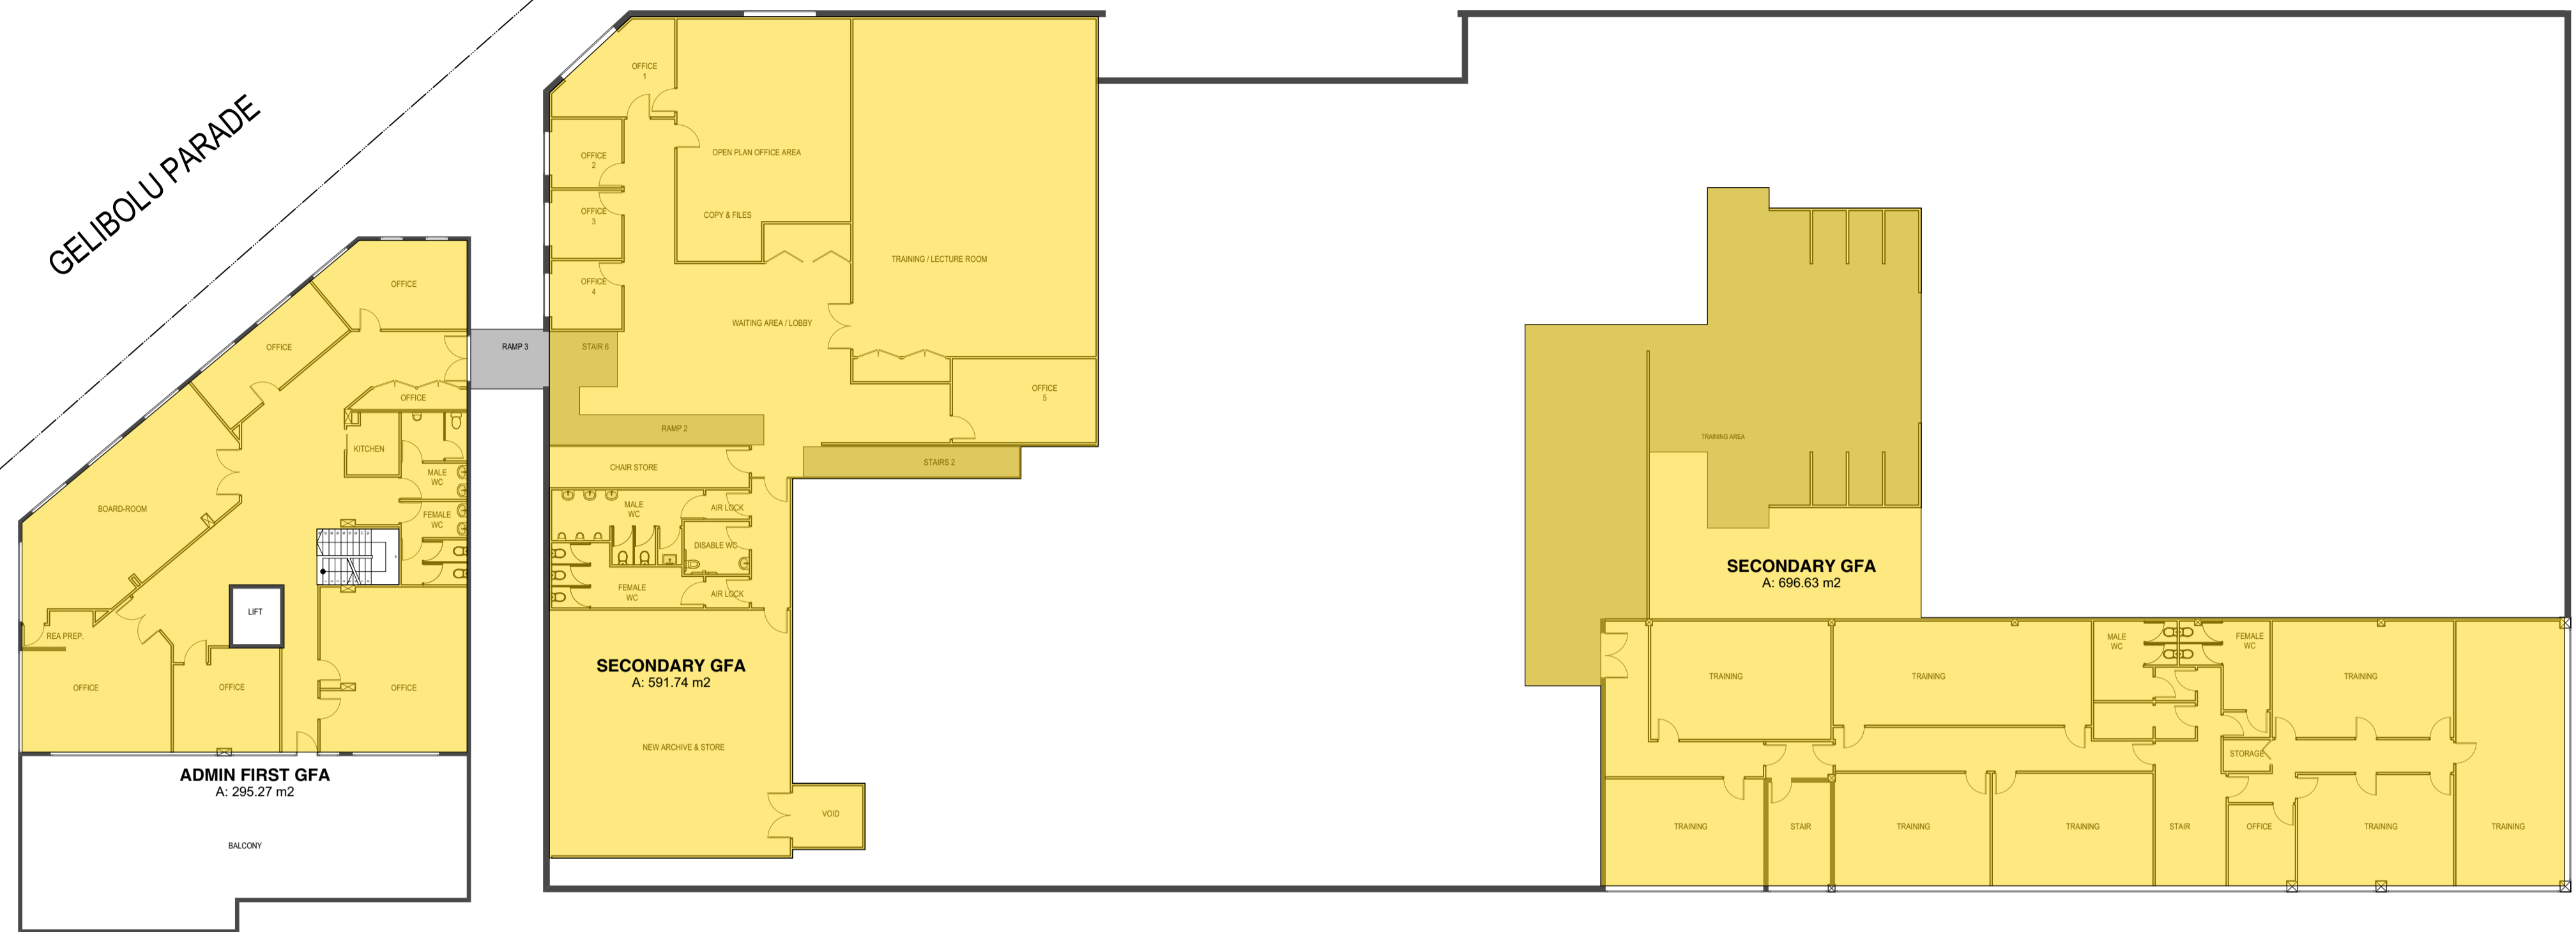 GELIBOLU PARADE
OFFICE
OFFICE
OFFICE
KITCHEN
MALE
WC
FEMALE
WC
BOARD-ROOM
LIFT
REA PREP.
OFFICE
OFFICE
OFFICE
ADMIN FIRST GFA
A: 295.27 m2
BALCONY
RAMP 3
OFFICE
1
OFFICE
2
OFFICE
3
OFFICE
4
OPEN PLAN OFFICE AREA
COPY & FILES
TRAINING / LECTURE ROOM
WAITING AREA / LOBBY
STAIR 6
OFFICE
5
RAMP 2
STAIRS 2
CHAIR STORE
MALE
WC
AIR LOCK
DISABLE WC
FEMALE
WC
AIR LOCK
SECONDARY GFA
A: 591.74 m2
NEW ARCHIVE & STORE
VOID
TRAINING AREA
SECONDARY GFA
A: 696.63 m2
TRAINING
TRAINING
MALE
WC
FEMALE
WC
TRAINING
STORAGE
TRAINING
STAIR
TRAINING
TRAINING
STAIR
OFFICE
TRAINING
TRAINING